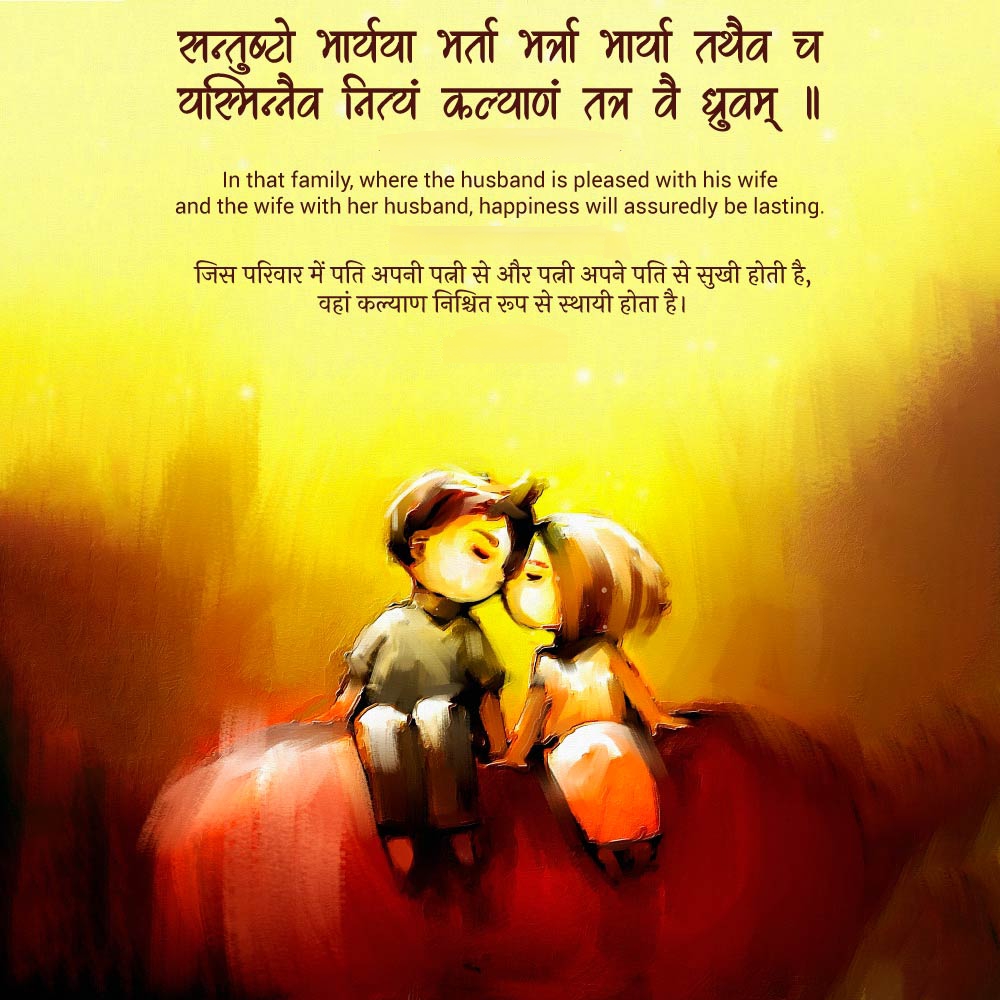 सन्तुष्टो भार्यया भर्ता भर्त्रा भार्या तथैव च
यस्मिन्नैव नित्यं कल्याणं तत्र वै ध्रुवम् ॥
In that family, where the husband is pleased with his wife
and the wife with her husband, happiness will assuredly be lasting.
जिस परिवार में पति अपनी पत्नी से और पत्नी अपने पति से सुखी होती है,
वहां कल्याण निश्चित रूप से स्थायी होता है।